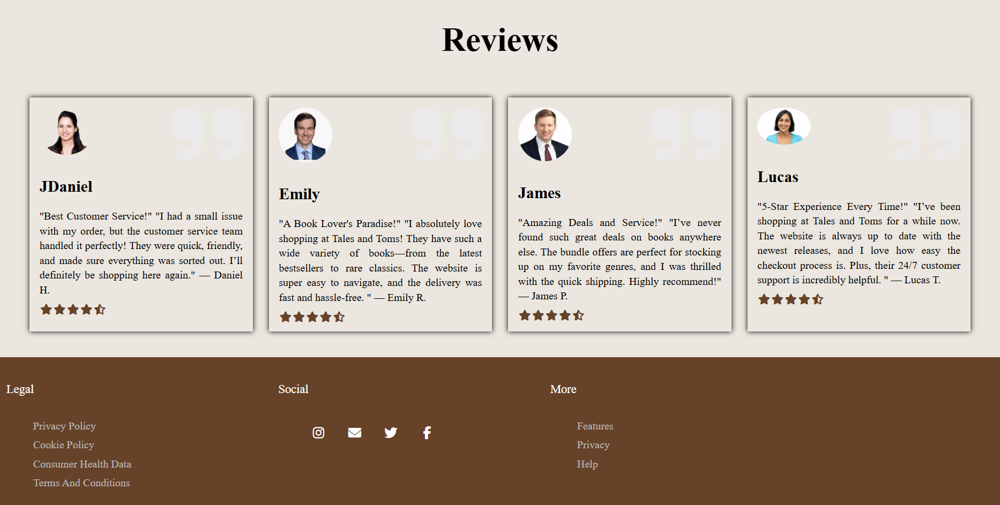 Reviews
JDaniel
"Best Customer Service!" "I had a small issue
with my order, but the customer service team
handled it perfectly! They were quick, friendly,
and made sure everything was sorted out. I’ll
definitely be shopping here again." — Daniel
H.
Emily
"A Book Lover's Paradise!" "I absolutely love
shopping at Tales and Toms! They have such a
wide variety of books—from the latest
bestsellers to rare classics. The website is
super easy to navigate, and the delivery was
fast and hassle-free. " — Emily R.
James
"Amazing Deals and Service!" "I’ve never
found such great deals on books anywhere
else. The bundle offers are perfect for stocking
up on my favorite genres, and I was thrilled
with the quick shipping. Highly recommend!"
— James P.
Lucas
"5-Star Experience Every Time!" "I’ve been
shopping at Tales and Toms for a while now.
The website is always up to date with the
newest releases, and I love how easy the
checkout process is. Plus, their 24/7 customer
support is incredibly helpful. " — Lucas T.
Legal
Privacy Policy
Cookie Policy
Consumer Health Data
Terms And Conditions
Social
More
Features
Privacy
Help